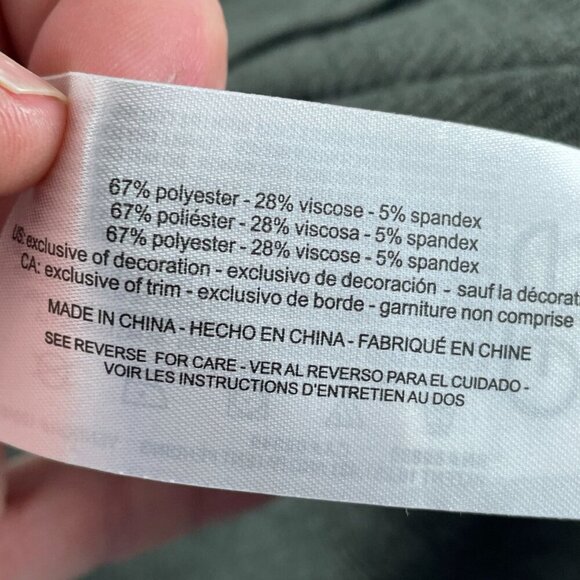 67% polyester - 28% viscose - 5% spandex
67% poliéster - 28% viscosa - 5% spandex
67% polyester - 28% viscose - 5% spandex
US: exclusive of decoration - exclusivo de decoración - sauf la décorat
CA: exclusive of trim - exclusivo de borde - garniture non comprise
MADE IN CHINA - HECHO EN CHINA - FABRIQUÉ EN CHINE
SEE REVERSE FOR CARE - VER AL REVERSO PARA EL CUIDADO -
VOIR LES INSTRUCTIONS D'ENTRETIEN AU DOS